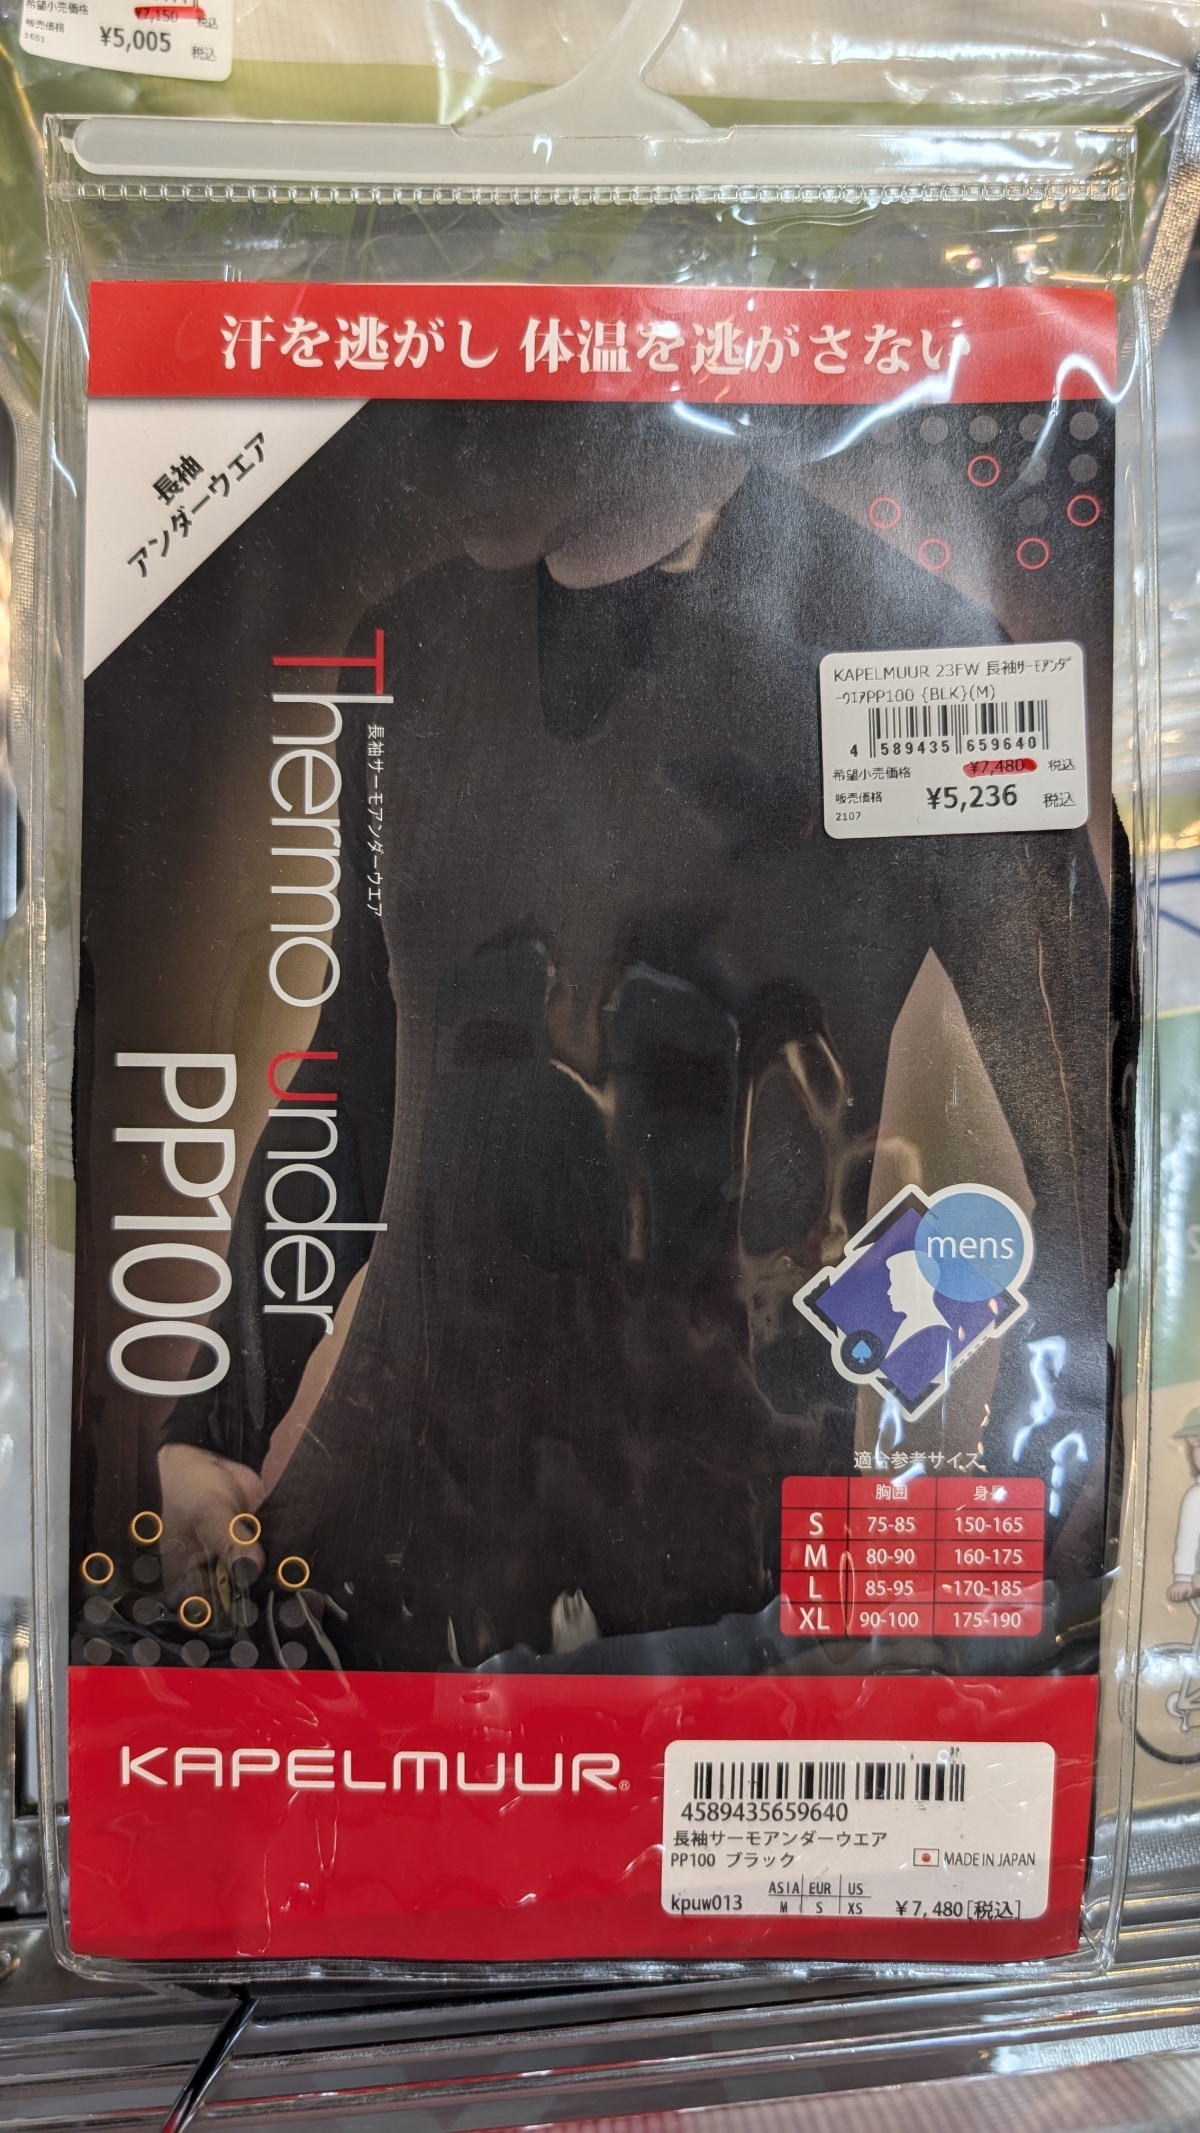 希望小売価格 ¥7,150 税込
販売価格 ¥5,005 税込
1651
汗を逃がし 体温を逃がさない
長袖
アンダーウエア
KAPELMUUR 23FW 長袖ｻｰﾓｱﾝﾀﾞ
ｰｳｴｱPP100 {BLK}(M)
4 589435 659640
希望小売価格 ¥7,480 税込
販売価格 ¥5,236 税込
2107
長袖サーモアンダーウエア
Thermo under
PP100
mens
適合参考サイズ
胸囲 身長
S 75-85 150-165
M 80-90 160-175
L 85-95 170-185
XL 90-100 175-190
KAPELMUUR®
4589435659640
長袖サーモアンダーウエア
PP100 ブラック MADE IN JAPAN
ASIA EUR US
kpuw013 M S XS ¥7,480[税込]